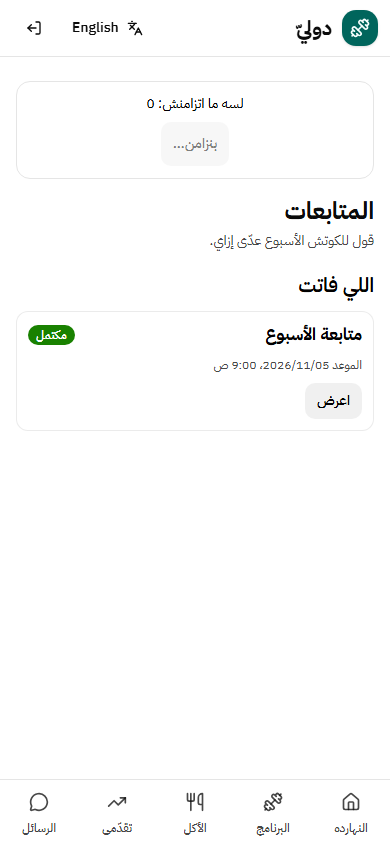 دوليّ
English
لسه ما اتزامنش: 0
بنزامن...
المتابعات
قول للكوتش الأسبوع عدّى إزاي.
اللي فاتت
متابعة الأسبوع
مكتمل
الموعد 2026/11/05، 9:00 ص
اعرض
النهارده
البرنامج
الأكل
تقدّمي
الرسائل